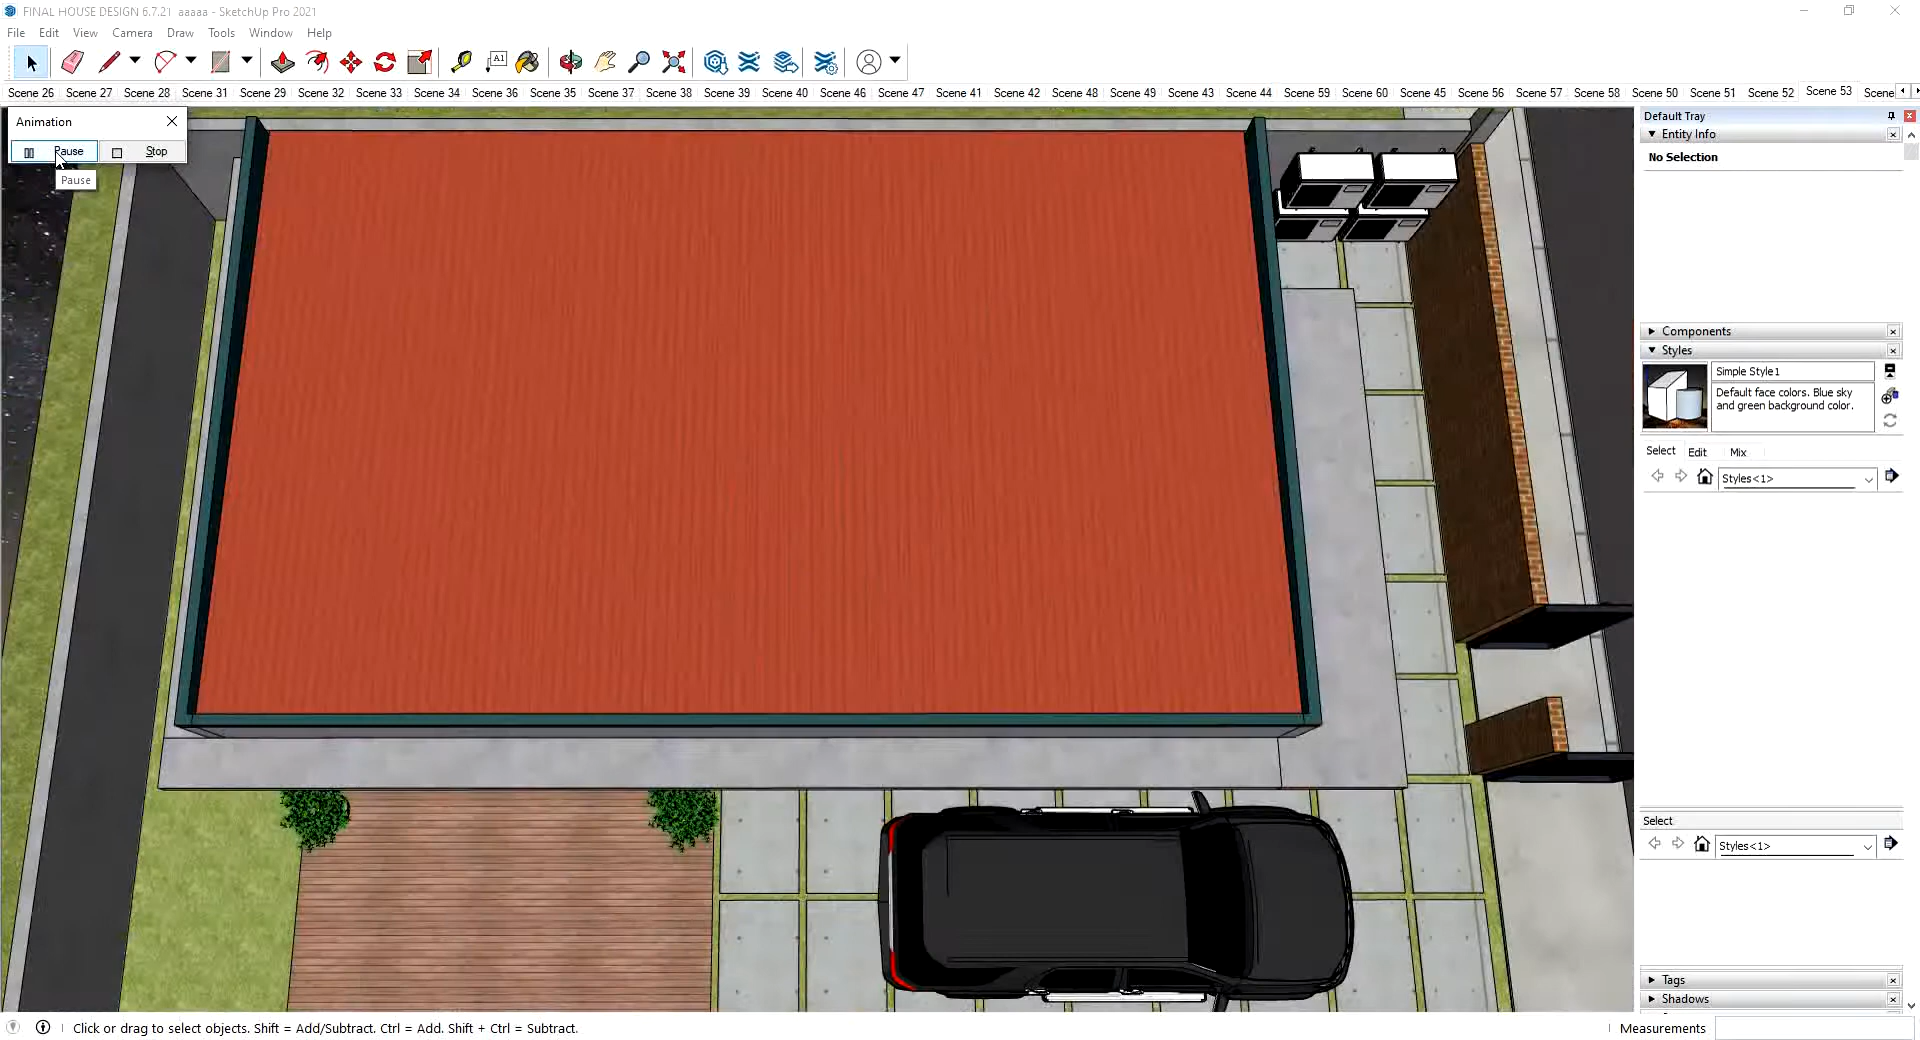 FINAL HOUSE DESIGN 6.7.21 aaaaa - SketchUp Pro 2021
File Edit View Camera Draw Tools Window Help
A1
Scene 26 Scene 27 Scene 28 Scene 31 Scene 29 Scene 32 Scene 33 Scene 34 Scene 36 Scene 35 Scene 37 Scene 38 Scene 39 Scene 40 Scene 46 Scene 47 Scene 41 Scene 42 Scene 48 Scene 49 Scene 43 Scene 44 Scene 59 Scene 60 Scene 45 Scene 56 Scene 57 Scene 58 Scene 50 Scene 51 Scene 52 Scene 53 Scene
Animation
Pause Stop
Pause
Default Tray
Entity Info
No Selection
Components
Styles
Simple Style1
Default face colors. Blue sky
and green background color.
Select Edit Mix
Styles<1>
Select
Styles<1>
Tags
Shadows
Click or drag to select objects. Shift = Add/Subtract. Ctrl = Add. Shift + Ctrl = Subtract.
Measurements